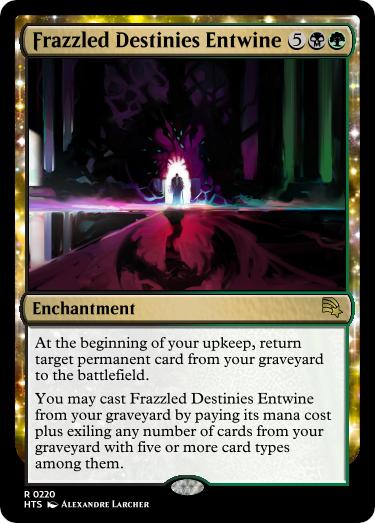 Frazzled Destinies Entwine 5
Enchantment
At the beginning of your upkeep, return
target permanent card from your graveyard
to the battlefield.
You may cast Frazzled Destinies Entwine
from your graveyard by paying its mana cost
plus exiling any number of cards from your
graveyard with five or more card types
among them.
R 0220
HTS Alexandre Larcher